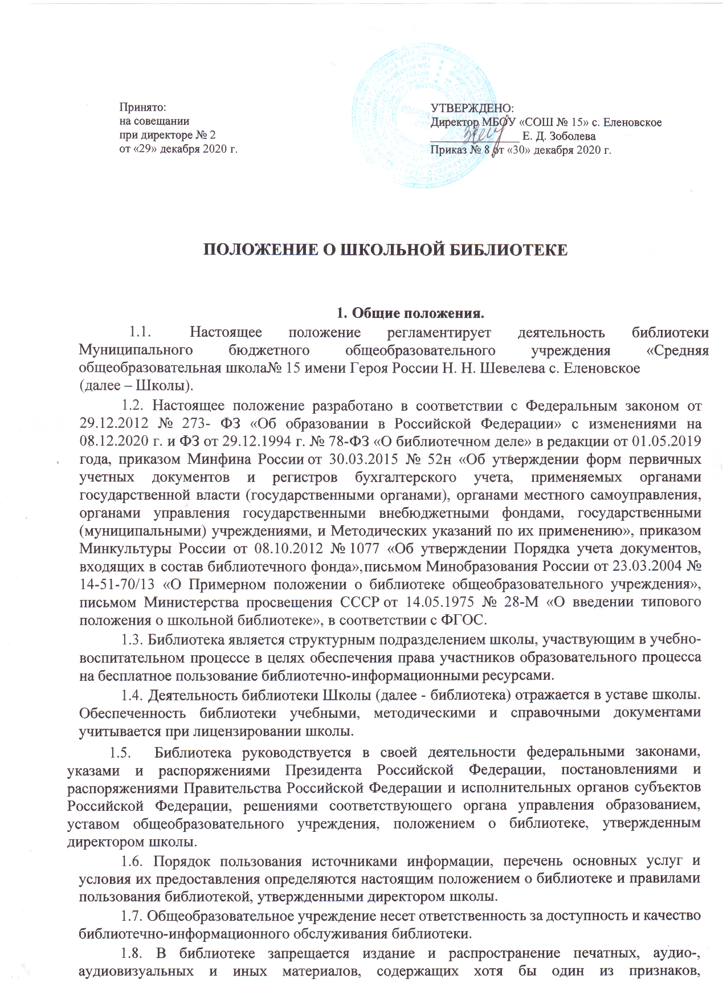 Принято:
на совещании
при директоре № 2
от «29» декабря 2020 г.
УТВЕРЖДЕНО:
Директор МБОУ «СОШ № 15» с. Еленовское
_______________ Е. Д. Зоболева
Приказ № 8 от «30» декабря 2020 г.
ПОЛОЖЕНИЕ О ШКОЛЬНОЙ БИБЛИОТЕКЕ
1. Общие положения.
1.1. Настоящее положение регламентирует деятельность библиотеки
Муниципального бюджетного общеобразовательного учреждения «Средняя
общеобразовательная школа№ 15 имени Героя России Н. Н. Шевелева с. Еленовское
(далее – Школы).
1.2. Настоящее положение разработано в соответствии с Федеральным законом от
29.12.2012 № 273- ФЗ «Об образовании в Российской Федерации» с изменениями на
08.12.2020 г. и ФЗ от 29.12.1994 г. № 78-ФЗ «О библиотечном деле» в редакции от 01.05.2019
года, приказом Минфина России от 30.03.2015 № 52н «Об утверждении форм первичных
учетных документов и регистров бухгалтерского учета, применяемых органами
государственной власти (государственными органами), органами местного самоуправления,
органами управления государственными внебюджетными фондами, государственными
(муниципальными) учреждениями, и Методических указаний по их применению», приказом
Минкультуры России от 08.10.2012 № 1077 «Об утверждении Порядка учета документов,
входящих в состав библиотечного фонда»,письмом Минобразования России от 23.03.2004 №
14-51-70/13 «О Примерном положении о библиотеке общеобразовательного учреждения»,
письмом Министерства просвещения СССР от 14.05.1975 № 28-М «О введении типового
положения о школьной библиотеке», в соответствии с ФГОС.
1.3. Библиотека является структурным подразделением школы, участвующим в учебно-
воспитательном процессе в целях обеспечения права участников образовательного процесса
на бесплатное пользование библиотечно-информационными ресурсами.
1.4. Деятельность библиотеки Школы (далее - библиотека) отражается в уставе школы.
Обеспеченность библиотеки учебными, методическими и справочными документами
учитывается при лицензировании школы.
1.5. Библиотека руководствуется в своей деятельности федеральными законами,
указами и распоряжениями Президента Российской Федерации, постановлениями и
распоряжениями Правительства Российской Федерации и исполнительных органов субъектов
Российской Федерации, решениями соответствующего органа управления образованием,
уставом общеобразовательного учреждения, положением о библиотеке, утвержденным
директором школы.
1.6. Порядок пользования источниками информации, перечень основных услуг и
условия их предоставления определяются настоящим положением о библиотеке и правилами
пользования библиотекой, утвержденными директором школы.
1.7. Общеобразовательное учреждение несет ответственность за доступность и качество
библиотечно-информационного обслуживания библиотеки.
1.8. В библиотеке запрещается издание и распространение печатных, аудио-,
аудиовизуальных и иных материалов, содержащих хотя бы один из признаков,